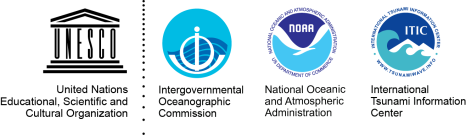 UNESCO
United Nations
Educational, Scientific and
Cultural Organization
Intergovernmental
Oceanographic
Commission
NATIONAL OCEANIC AND ATMOSPHERIC ADMINISTRATION
NOAA
U.S. DEPARTMENT OF COMMERCE
National Oceanic
and Atmospheric
Administration
INTERNATIONAL TSUNAMI INFORMATION CENTER
ITIC
WWW.TSUNAMIWAVE.INFO
International
Tsunami Information
Center